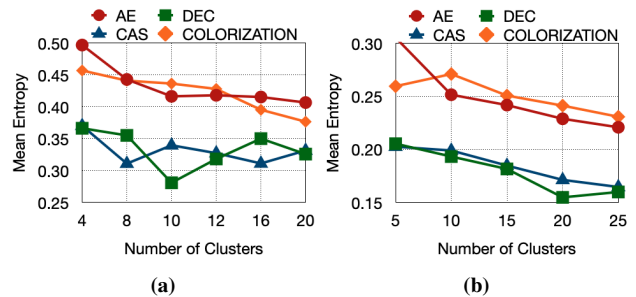 AE DEC
CAS COLORIZATION
Mean Entropy
0.50
0.45
0.40
0.35
0.30
0.25
4 8 10 12 16 20
Number of Clusters
(a)
AE DEC
CAS COLORIZATION
Mean Entropy
0.30
0.25
0.20
0.15
5 10 15 20 25
Number of Clusters
(b)